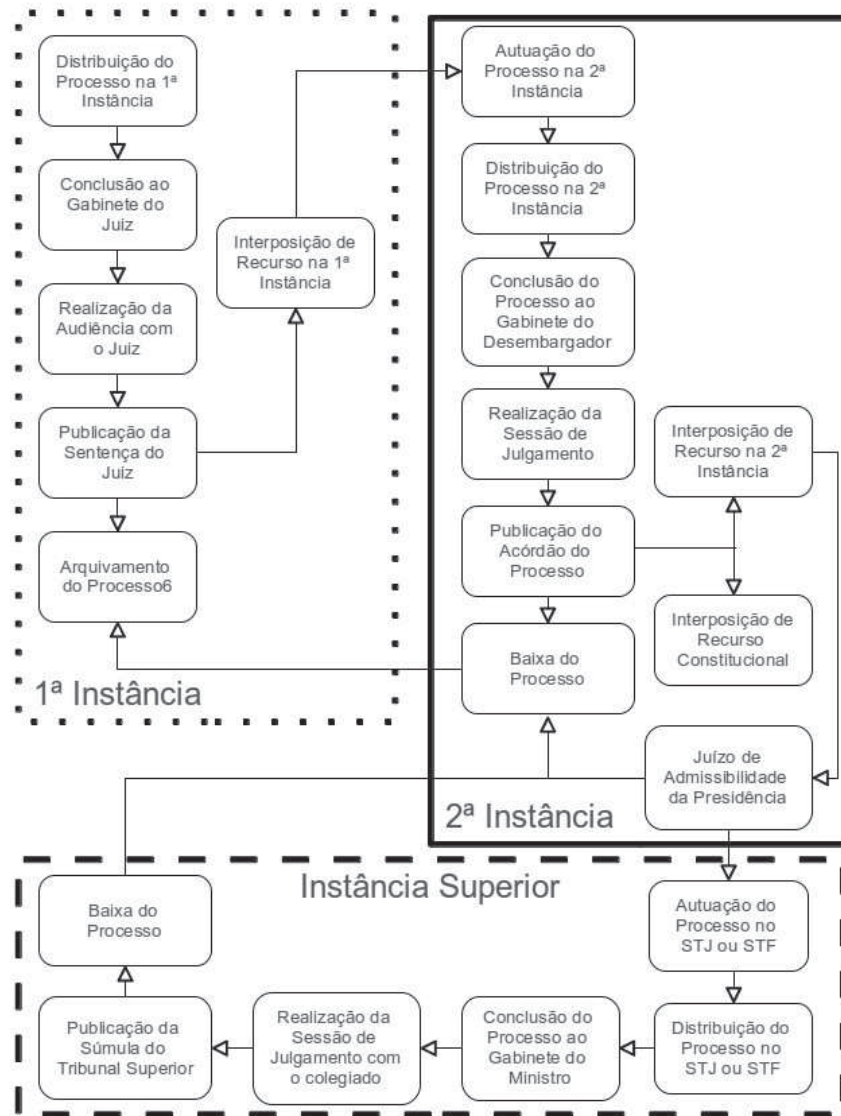 Distribuição do
Processo na 1ª
Instância
Conclusão ao
Gabinete do
Juiz
Realização da
Audiência com
o Juiz
Publicação da
Sentença do
Juiz
Arquivamento
do Processo6
Interposição de
Recurso na 1ª
Instância
1ª Instância
Autuação do
Processo na 2ª
Instância
Distribuição do
Processo na 2ª
Instância
Conclusão do
Processo ao
Gabinete do
Desembargador
Realização da
Sessão de
Julgamento
Publicação do
Acórdão do
Processo
Baixa do
Processo
Interposição de
Recurso na 2ª
Instância
Interposição de
Recurso
Constitucional
Juízo de
Admissibilidade
da Presidência
2ª Instância
Instância Superior
Autuação do
Processo no
STJ ou STF
Distribuição do
Processo no
STJ ou STF
Conclusão do
Processo ao
Gabinete do
Ministro
Realização da
Sessão de
Julgamento com
o colegiado
Publicação da
Súmula do
Tribunal Superior
Baixa do
Processo